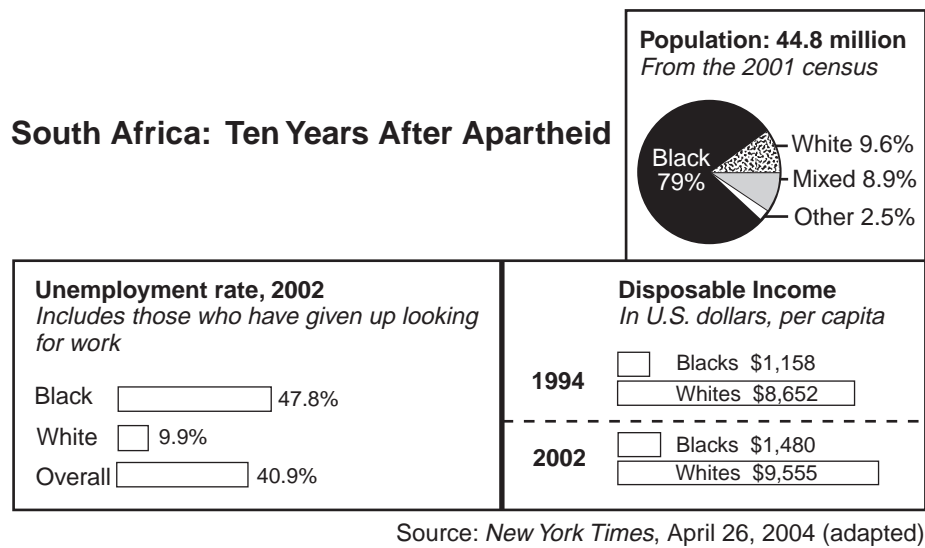 South Africa: Ten Years After Apartheid
Population: 44.8 million
From the 2001 census
Black
79%
White 9.6%
Mixed 8.9%
Other 2.5%
Unemployment rate, 2002
Includes those who have given up looking
for work
Black 47.8%
White 9.9%
Overall 40.9%
Disposable Income
In U.S. dollars, per capita
1994
Blacks $1,158
Whites $8,652
2002
Blacks $1,480
Whites $9,555
Source: New York Times, April 26, 2004 (adapted)